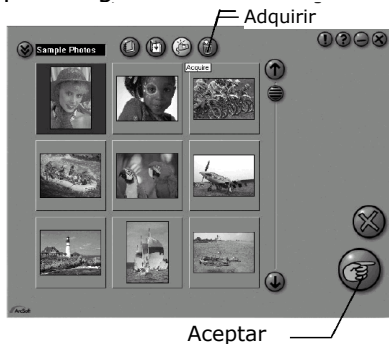 Adquirir
Sample Photos
Acquire
ArcSoft
Aceptar